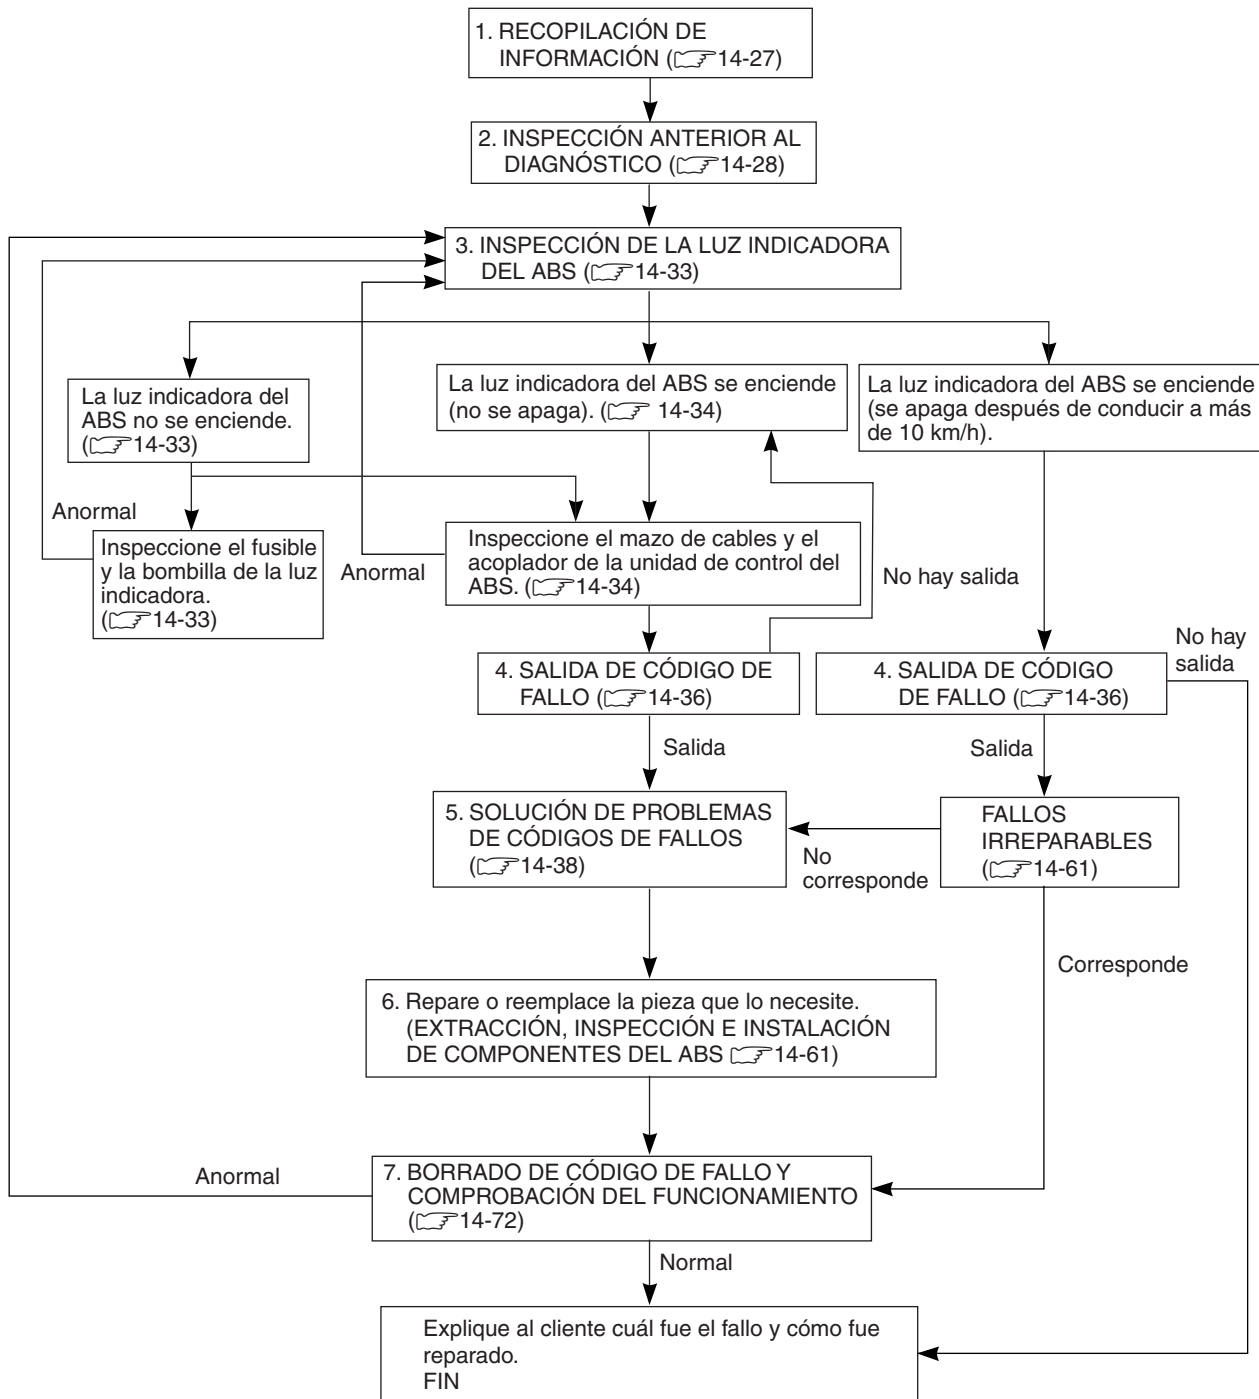 1. RECOPILACIÓN DE
INFORMACIÓN (☞14-27)
2. INSPECCIÓN ANTERIOR AL
DIAGNÓSTICO (☞14-28)
3. INSPECCIÓN DE LA LUZ INDICADORA
DEL ABS (☞14-33)
La luz indicadora del
ABS no se enciende.
(☞14-33)
La luz indicadora del ABS se enciende
(no se apaga). (☞ 14-34)
La luz indicadora del ABS se enciende
(se apaga después de conducir a más
de 10 km/h).
Anormal
Inspeccione el fusible
y la bombilla de la luz
indicadora.
(☞14-33)
Anormal
Inspeccione el mazo de cables y el
acoplador de la unidad de control del
ABS. (☞14-34)
No hay salida
No hay
salida
4. SALIDA DE CÓDIGO DE
FALLO (☞14-36)
4. SALIDA DE CÓDIGO
DE FALLO (☞14-36)
Salida
Salida
5. SOLUCIÓN DE PROBLEMAS
DE CÓDIGOS DE FALLOS
(☞14-38)
No
corresponde
FALLOS
IRREPARABLES
(☞14-61)
Corresponde
6. Repare o reemplace la pieza que lo necesite.
(EXTRACCIÓN, INSPECCIÓN E INSTALACIÓN
DE COMPONENTES DEL ABS ☞14-61)
Anormal
7. BORRADO DE CÓDIGO DE FALLO Y
COMPROBACIÓN DEL FUNCIONAMIENTO
(☞14-72)
Normal
Explique al cliente cuál fue el fallo y cómo fue
reparado.
FIN